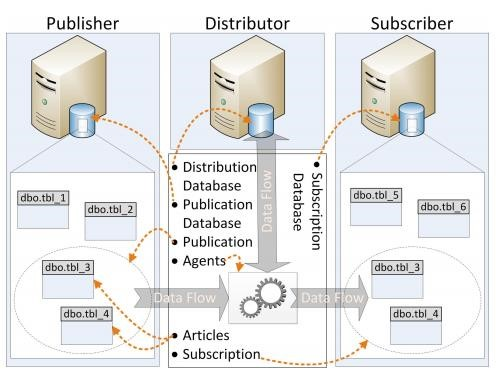 Publisher
Distributor
Subscriber
dbo.tbl_1
dbo.tbl_2
dbo.tbl_3
dbo.tbl_4
• Distribution
Database
• Publication
Database
• Publication
• Agents
Data Flow
• Subscription
Database
Data Flow
Data Flow
• Articles
• Subscription
dbo.tbl_5
dbo.tbl_6
dbo.tbl_3
dbo.tbl_4